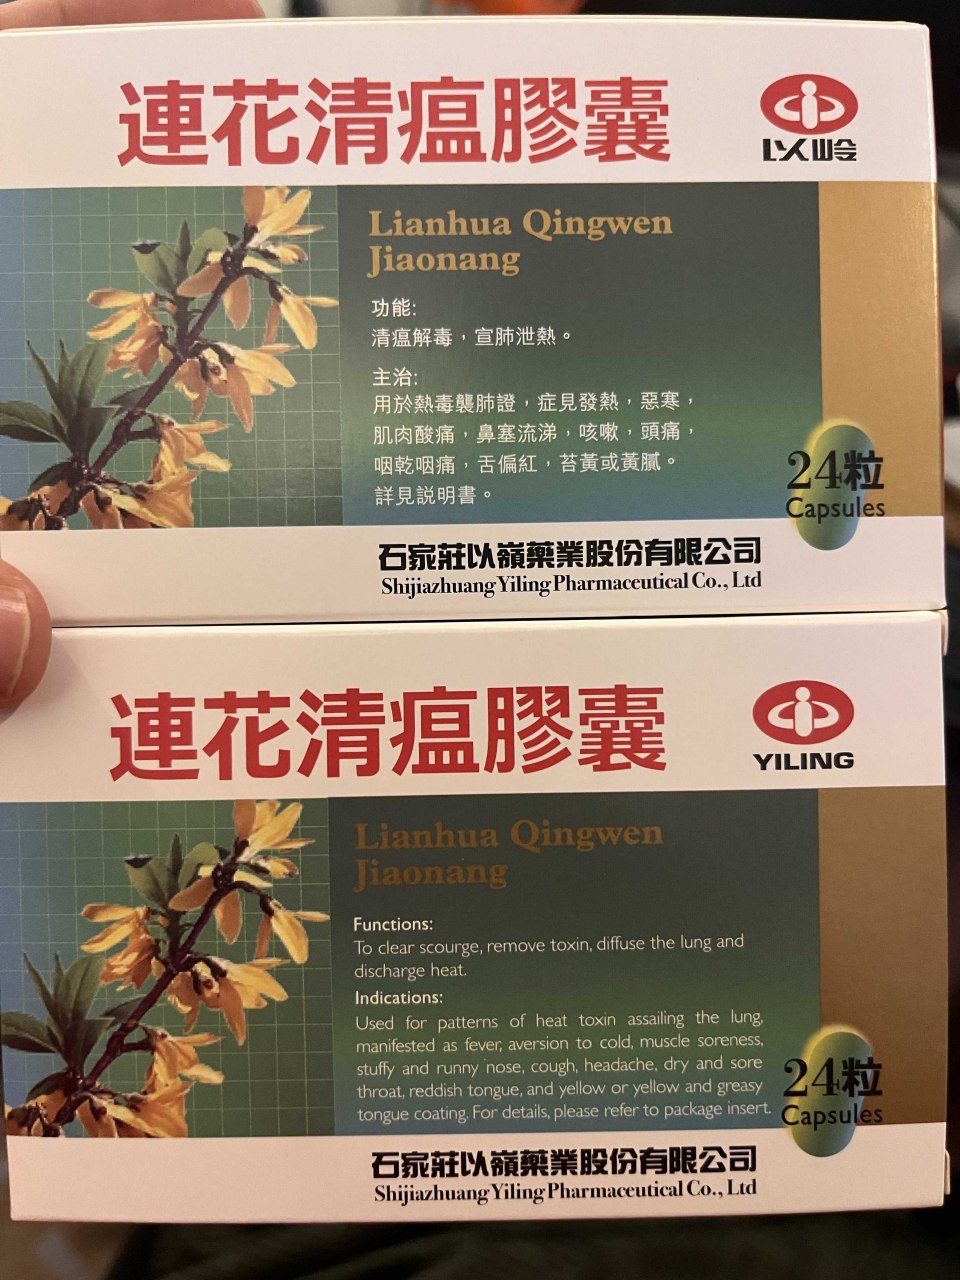 連花清瘟膠囊
以岭
Lianhua Qingwen
Jiaonang
功能:
清瘟解毒，宣肺泄熱。
主治:
用於熱毒襲肺證，症見發熱，惡寒，
肌肉酸痛，鼻塞流涕，咳嗽，頭痛，
咽乾咽痛，舌偏紅，苔黃或黃膩。
詳見説明書。
24粒
Capsules
石家莊以嶺藥業股份有限公司
Shijiazhuang Yiling Pharmaceutical Co., Ltd
連花清瘟膠囊
YILING
Lianhua Qingwen
Jiaonang
Functions:
To clear scourge, remove toxin, diffuse the lung and
discharge heat.
Indications:
Used for patterns of heat toxin assailing the lung,
manifested as fever, aversion to cold, muscle soreness,
stuffy and runny nose, cough, headache, dry and sore
throat, reddish tongue, and yellow or yellow and greasy
tongue coating. For details, please refer to package insert.
24粒
Capsules
石家莊以嶺藥業股份有限公司
Shijiazhuang Yiling Pharmaceutical Co., Ltd